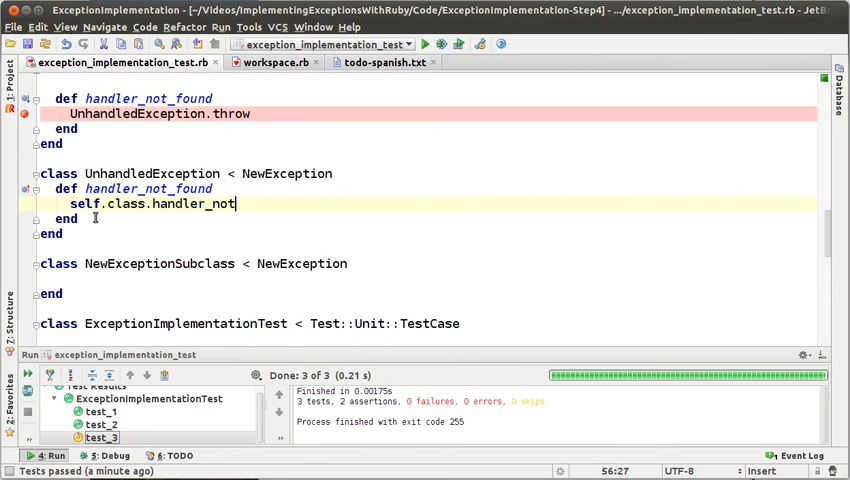 ExceptionImplementation - [~/Videos/ImplementingExceptionsWithRuby/Code/ExceptionImplementation-Step4] - .../exception_implementation_test.rb - JetBr
File Edit View Navigate Code Refactor Run Tools VCS Window Help
exception_implementation_test
exception_implementation_test.rb workspace.rb todo-spanish.txt
1: Project
Database
def handler_not_found
UnhandledException.throw
end
end
class UnhandledException < NewException
def handler_not_found
self.class.handler_not
end
end
class NewExceptionSubclass < NewException
end
class ExceptionImplementationTest < Test::Unit::TestCase
7: Structure
2: Favorites
Run exception_implementation_test
Done: 3 of 3 (0.21 s)
Test Results
ExceptionImplementationTest
test_1
test_2
test_3
Finished in 0.00175s
3 tests, 2 assertions, 0 failures, 0 errors, 0 skips
Process finished with exit code 255
4: Run 5: Debug 6: TODO Event Log
Tests passed (a minute ago) 56:27 UTF-8 Insert